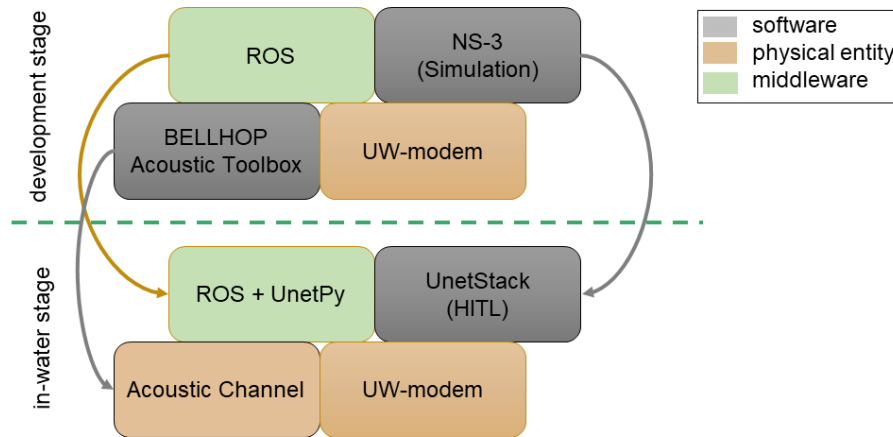 development stage
ROS
NS-3
(Simulation)
BELLHOP
Acoustic Toolbox
UW-modem
software
physical entity
middleware
in-water stage
ROS + UnetPy
UnetStack
(HITL)
Acoustic Channel
UW-modem